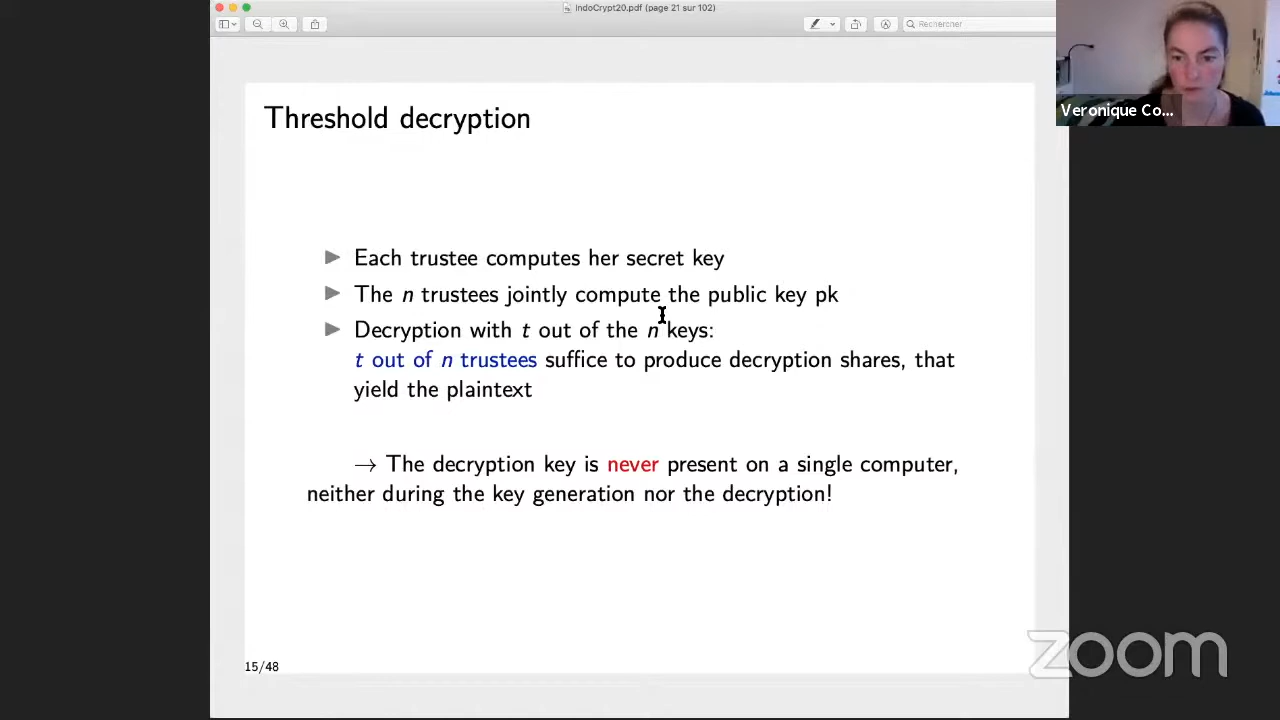 IndoCrypt20.pdf (page 21 sur 102)
Rechercher
Veronique Co...
Threshold decryption
Each trustee computes her secret key
The n trustees jointly compute the public key pk
Decryption with t out of the n keys:
t out of n trustees suffice to produce decryption shares, that
yield the plaintext
→ The decryption key is never present on a single computer,
neither during the key generation nor the decryption!
15/48
zoom